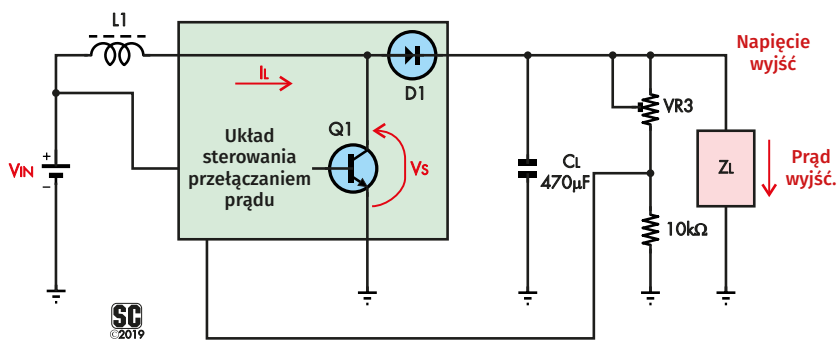 L1
IL
D1
Q1
Układ
sterowania
przełączaniem
prądu
VS
VIN
+
−
CL
470µF
VR3
10kΩ
ZL
Napięcie
wyjść
Prąd
wyjść.
SC
©2019